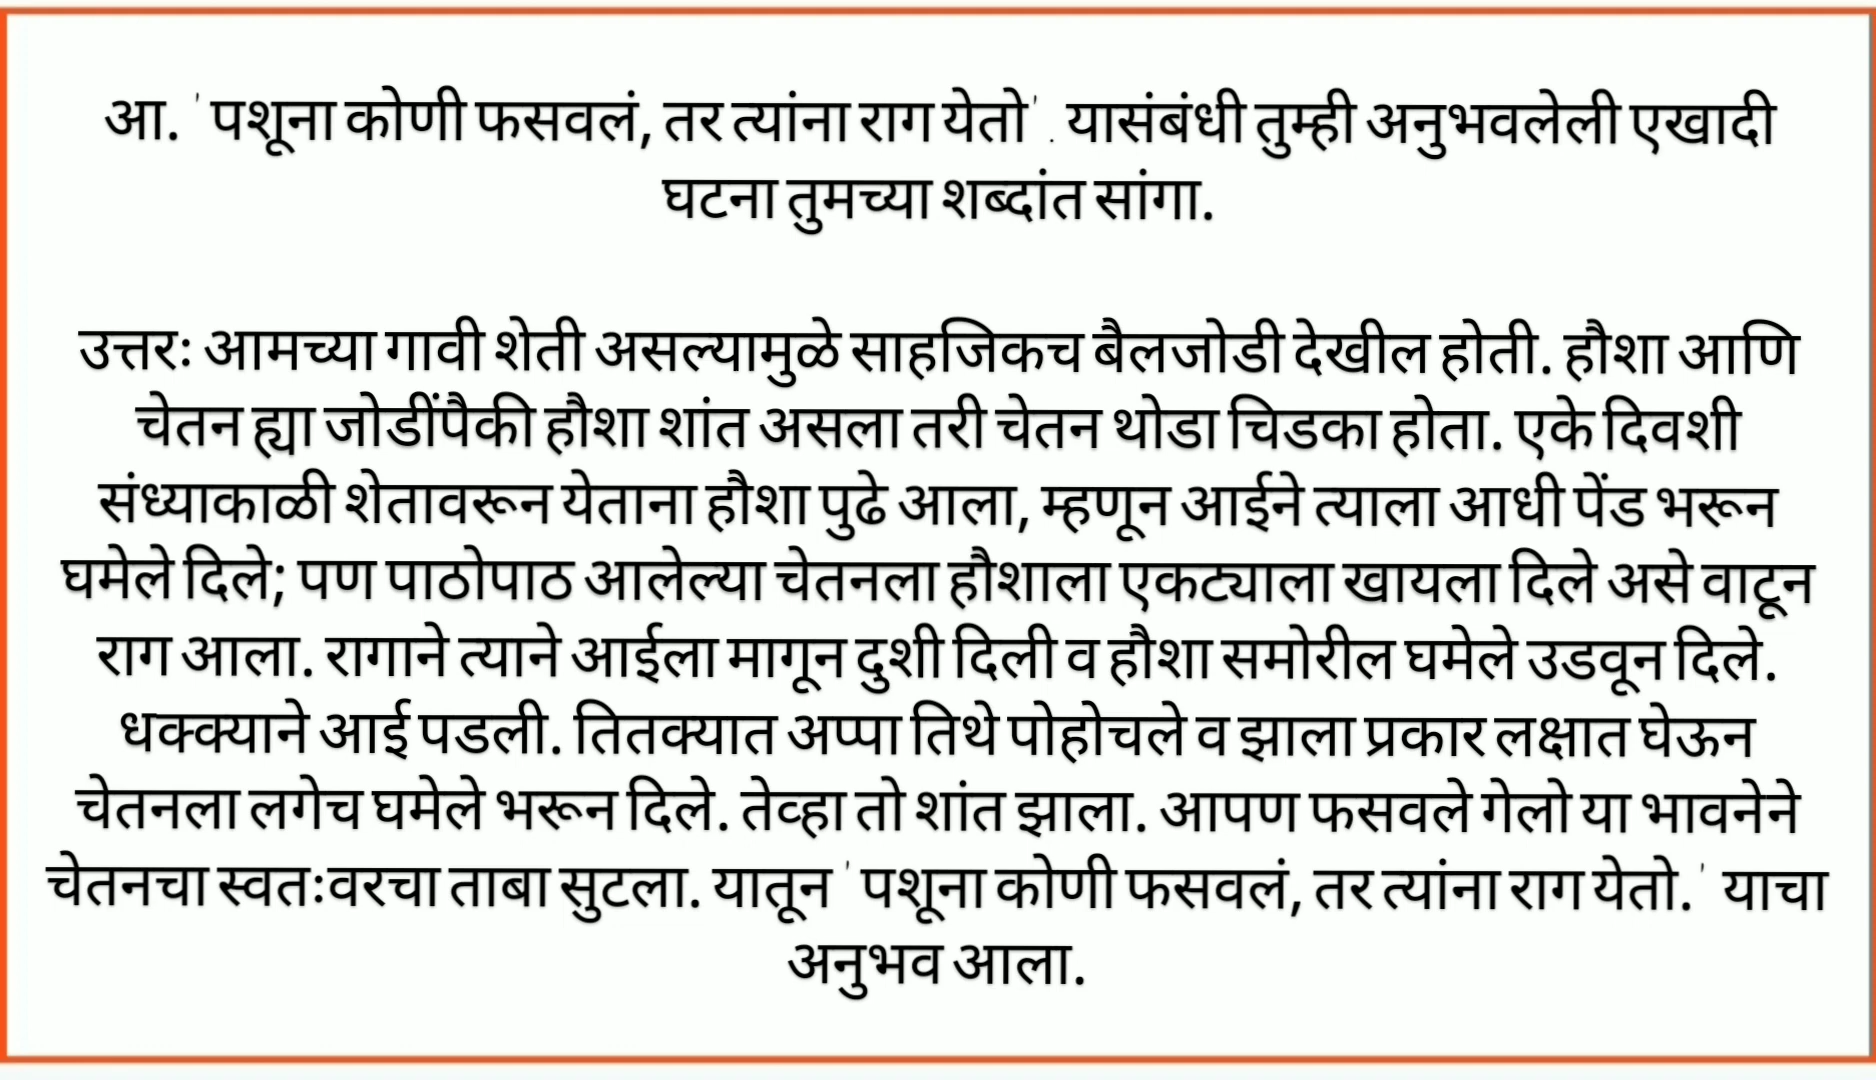 आ. 'पशूना कोणी फसवलं, तर त्यांना राग येतो'. यासंबंधी तुम्ही अनुभवलेली एखादी
घटना तुमच्या शब्दांत सांगा.
उत्तरः आमच्या गावी शेती असल्यामुळे साहजिकच बैलजोडी देखील होती. हौशा आणि
चेतन ह्या जोडींपैकी हौशा शांत असला तरी चेतन थोडा चिडका होता. एके दिवशी
संध्याकाळी शेतावरून येताना हौशा पुढे आला, म्हणून आईने त्याला आधी पेंड भरून
घमेले दिले; पण पाठोपाठ आलेल्या चेतनला हौशाला एकट्याला खायला दिले असे वाटून
राग आला. रागाने त्याने आईला मागून दुशी दिली व हौशा समोरील घमेले उडवून दिले.
धक्क्याने आई पडली. तितक्यात अप्पा तिथे पोहोचले व झाला प्रकार लक्षात घेऊन
चेतनला लगेच घमेले भरून दिले. तेव्हा तो शांत झाला. आपण फसवले गेलो या भावनेने
चेतनचा स्वतःवरचा ताबा सुटला. यातून 'पशूना कोणी फसवलं, तर त्यांना राग येतो.' याचा
अनुभव आला.